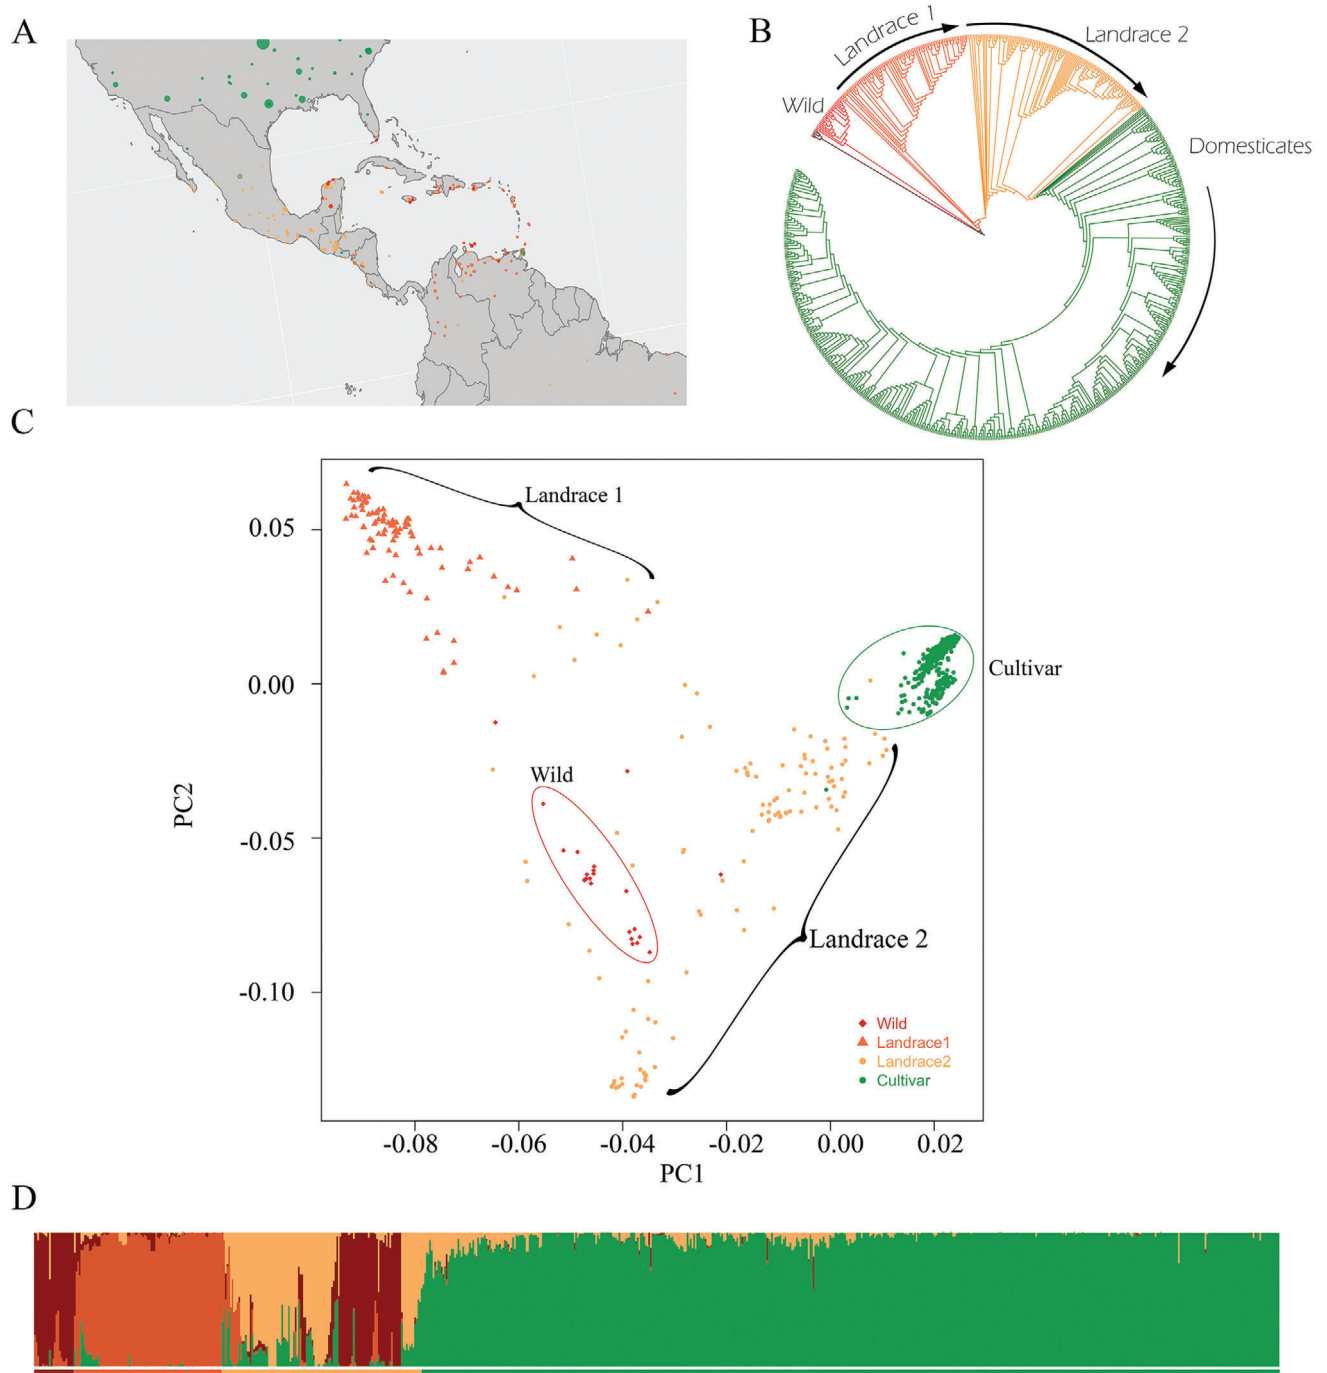 A
B
Landrace 1
Landrace 2
Wild
Domesticates
C
Landrace 1
0.05
0.00
Cultivar
Wild
PC2
-0.05
Landrace 2
-0.10
Wild
Landrace1
Landrace2
Cultivar
-0.08 -0.06 -0.04 -0.02 0.00 0.02
PC1
D